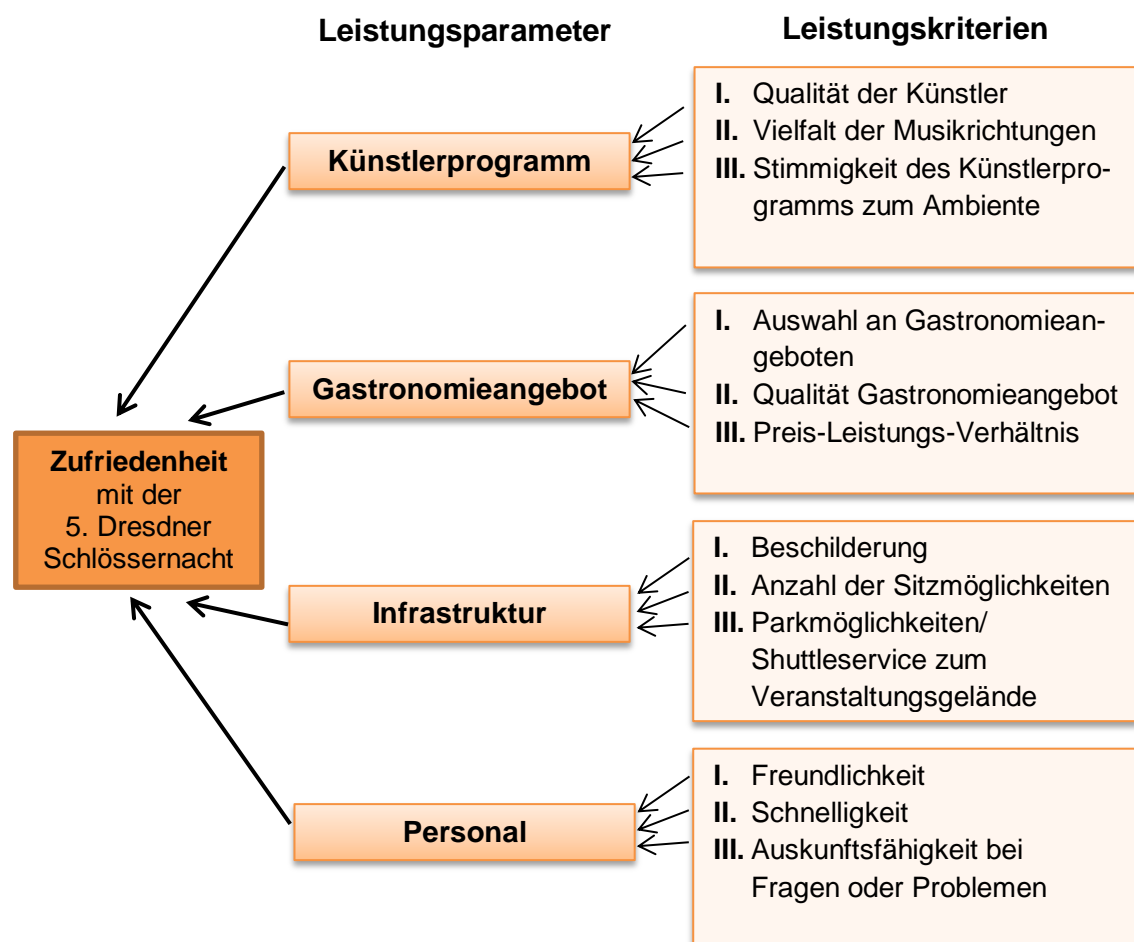 Leistungsparameter
Leistungskriterien
Künstlerprogramm
I. Qualität der Künstler
II. Vielfalt der Musikrichtungen
III. Stimmigkeit des Künstlerpro-
gramms zum Ambiente
Gastronomieangebot
I. Auswahl an Gastronomiean-
geboten
II. Qualität Gastronomieangebot
III. Preis-Leistungs-Verhältnis
Zufriedenheit
mit der
5. Dresdner
Schlössernacht
Infrastruktur
I. Beschilderung
II. Anzahl der Sitzmöglichkeiten
III. Parkmöglichkeiten/
Shuttleservice zum
Veranstaltungsgelände
Personal
I. Freundlichkeit
II. Schnelligkeit
III. Auskunftsfähigkeit bei
Fragen oder Problemen